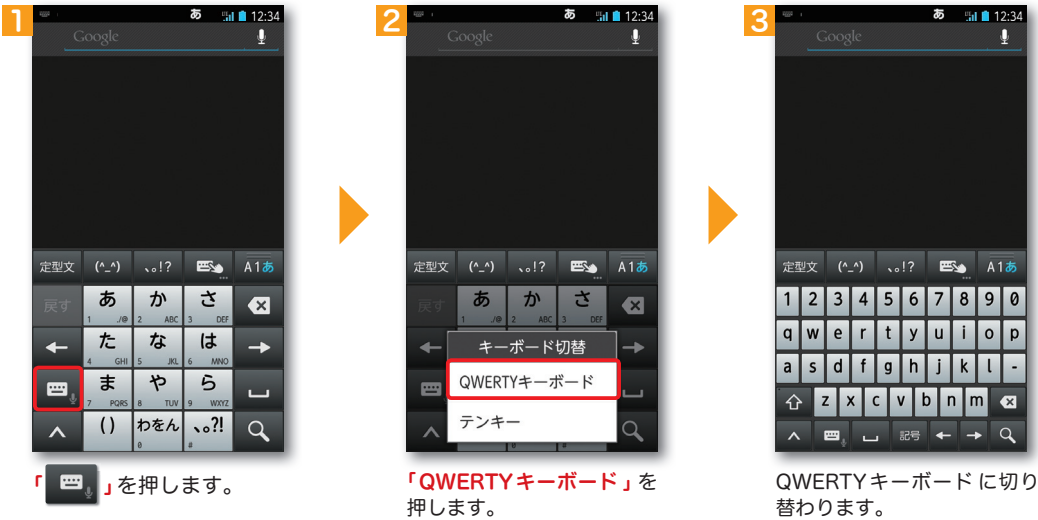 1
あ 12:34
Google
定型文 (^_^) 、。!? A1あ
戻す
あ
1 ./@
か
2 ABC
さ
3 DEF
た
4 GHI
な
5 JKL
は
6 MNO
ま
7 PQRS
や
8 TUV
ら
9 WXYZ
()
わをん
0
、。?!
#
「 」を押します。
2
あ 12:34
Google
定型文 (^_^) 、。!? A1あ
戻す
あ
1 ./@
か
2 ABC
さ
3 DEF
キーボード切替
QWERTYキーボード
テンキー
0
#
「QWERTYキーボード」を
押します。
3
あ 12:34
Google
定型文 (^_^) 、。!? A1あ
1 2 3 4 5 6 7 8 9 0
q w e r t y u i o p
a s d f g h j k l -
z x c v b n m
記号
QWERTYキーボード に切り
替わります。